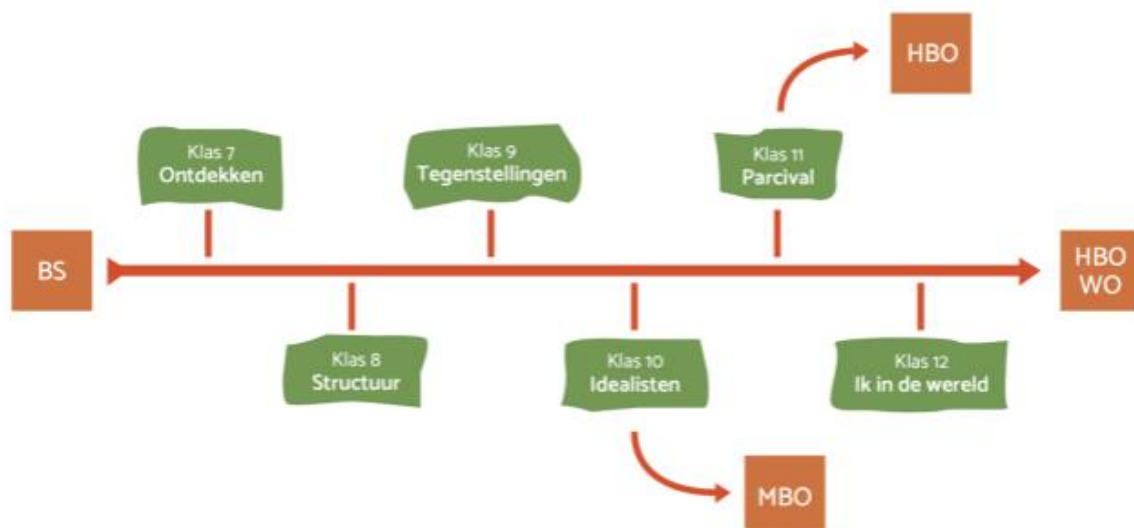 HBO
Klas 7
Ontdekken
Klas 9
Tegenstellingen
Klas 11
Parcival
BS
HBO
WO
Klas 8
Structuur
Klas 10
Idealisten
Klas 12
Ik in de wereld
MBO